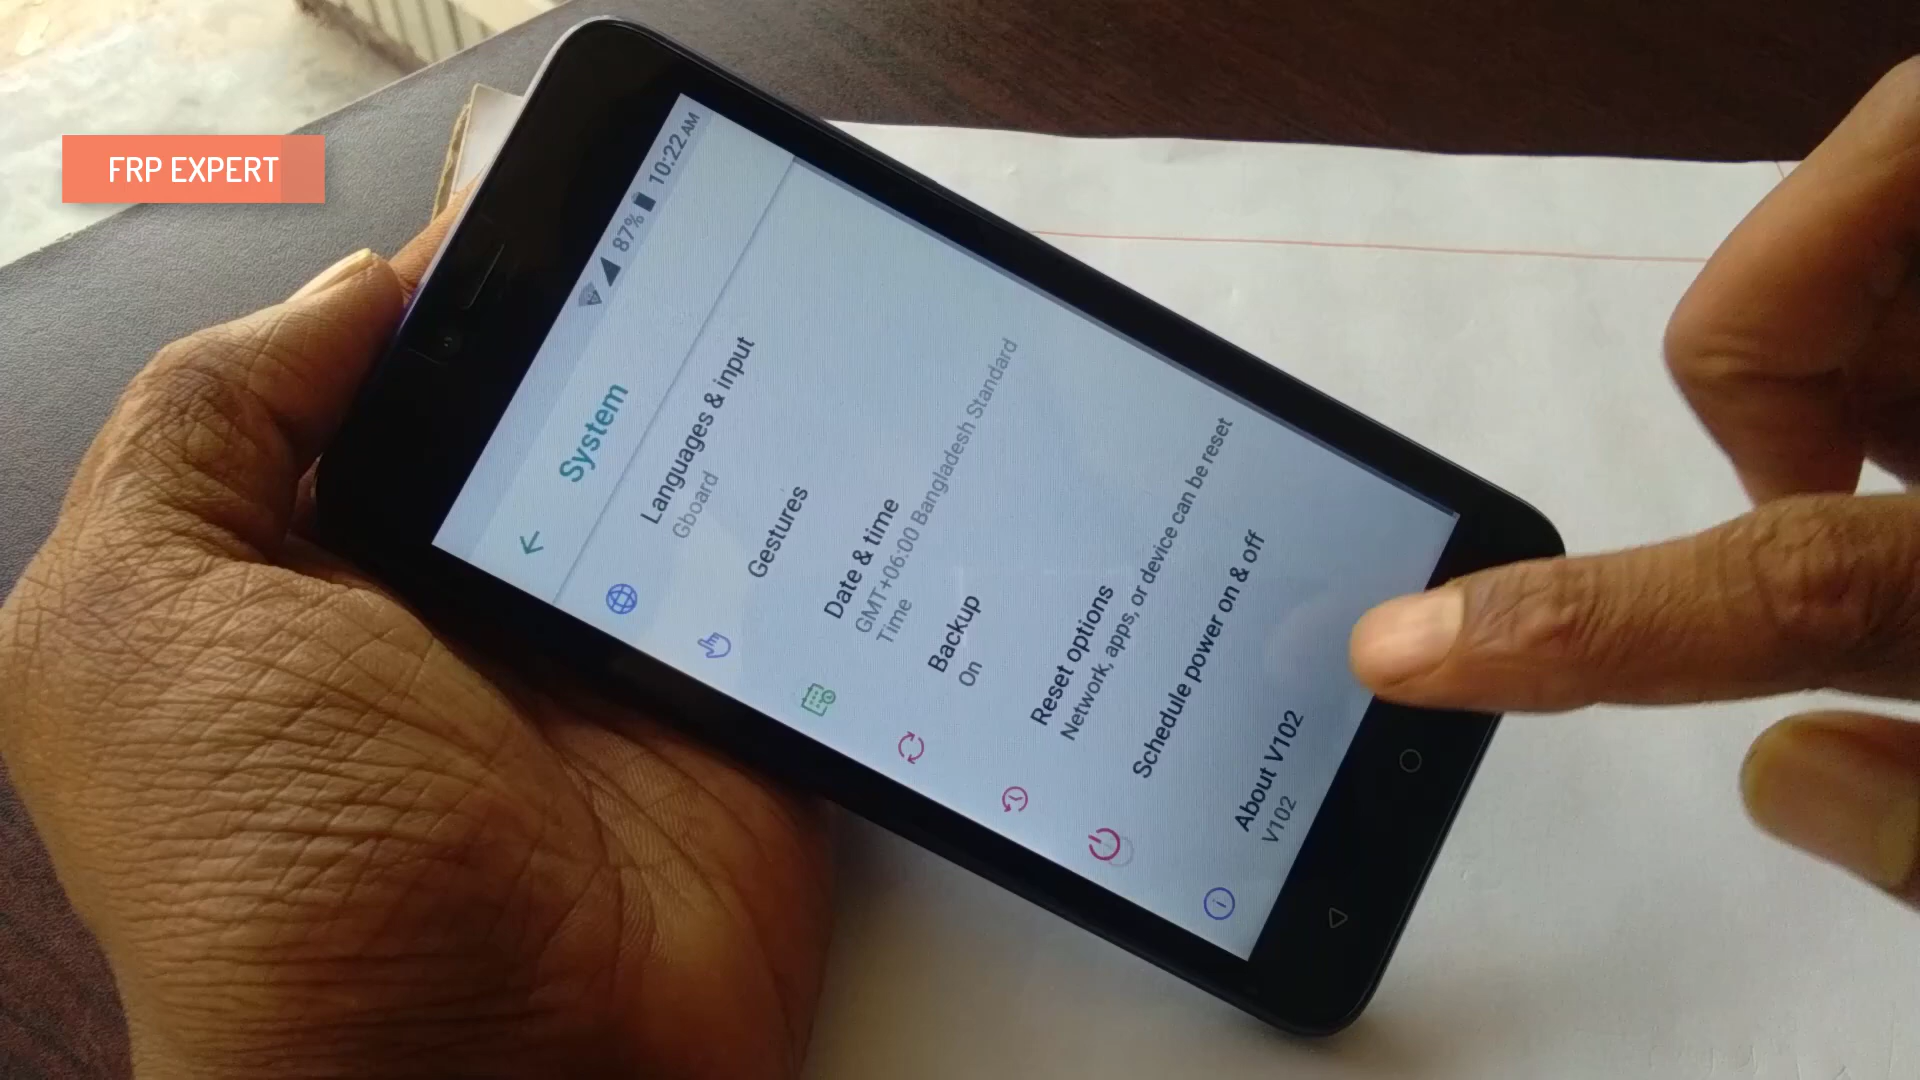 FRP EXPERT
87% 10:22 AM
System
Languages & input
Gboard
Gestures
Date & time
GMT+06:00 Bangladesh Standard
Time
Backup
On
Reset options
Network, apps, or device can be reset
Schedule power on & off
About V102
V102